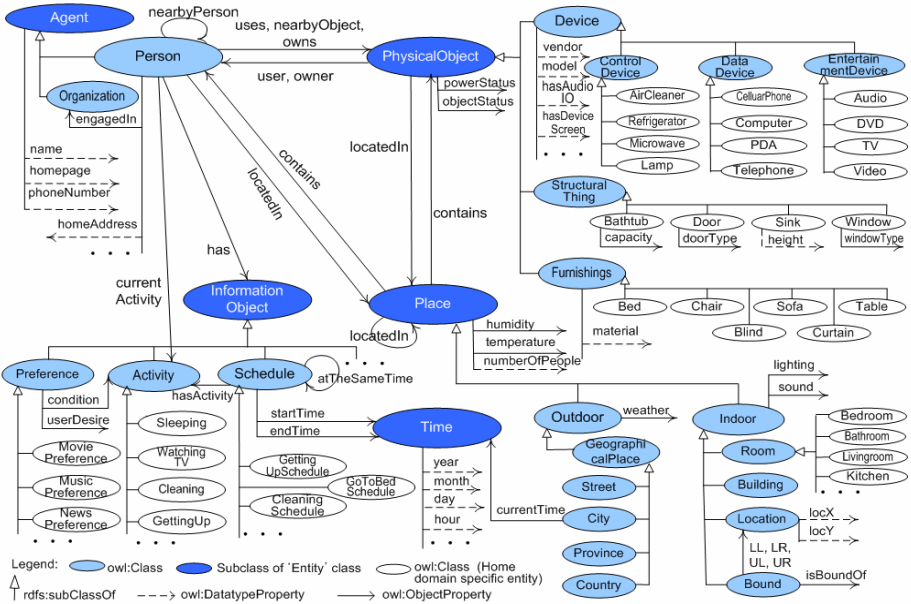 Agent
nearbyPerson
Person
uses, nearbyObject,
owns
user, owner
PhysicalObject
powerStatus
objectStatus
Organization
engagedIn
name
homepage
phoneNumber
homeAddress
. . .
current
Activity
has
locatedIn
contains
locatedIn
contains
Device
vendor
model
hasAudio
IO
hasDevice
Screen
. . .
Control
Device
AirCleaner
Refrigerator
Microwave
Lamp
Data
Device
CelluarPhone
Computer
PDA
Telephone
Entertain
mentDevice
Audio
DVD
TV
Video
Structural
Thing
Bathtub
capacity
Door
doorType
Sink
height
Window
windowType
Furnishings
material
Bed
Chair
Sofa
Table
Blind
Curtain
Information
Object
Place
locatedIn
humidity
temperature
numberOfPeople
Preference
condition
userDesire
Movie
Preference
Music
Preference
News
Preference
. . .
Activity
hasActivity
Sleeping
Watching
TV
Cleaning
GettingUp
. . .
Schedule
. . .
atTheSameTime
startTime
endTime
Getting
UpSchedule
GoToBed
Schedule
Cleaning
Schedule
. . .
Time
year
month
day
hour
. . .
currentTime
Outdoor
weather
Geographi
calPlace
Street
City
Province
Country
Indoor
lighting
sound
Room
Bedroom
Bathroom
Livingroom
Kitchen
. . .
Building
Location
locX
locY
LL, LR,
UL, UR
Bound
isBoundOf
Legend:
owl:Class
Subclass of ‘Entity’ class
owl:Class (Home
domain specific entity)
rdfs:subClassOf
owl:DatatypeProperty
owl:ObjectProperty